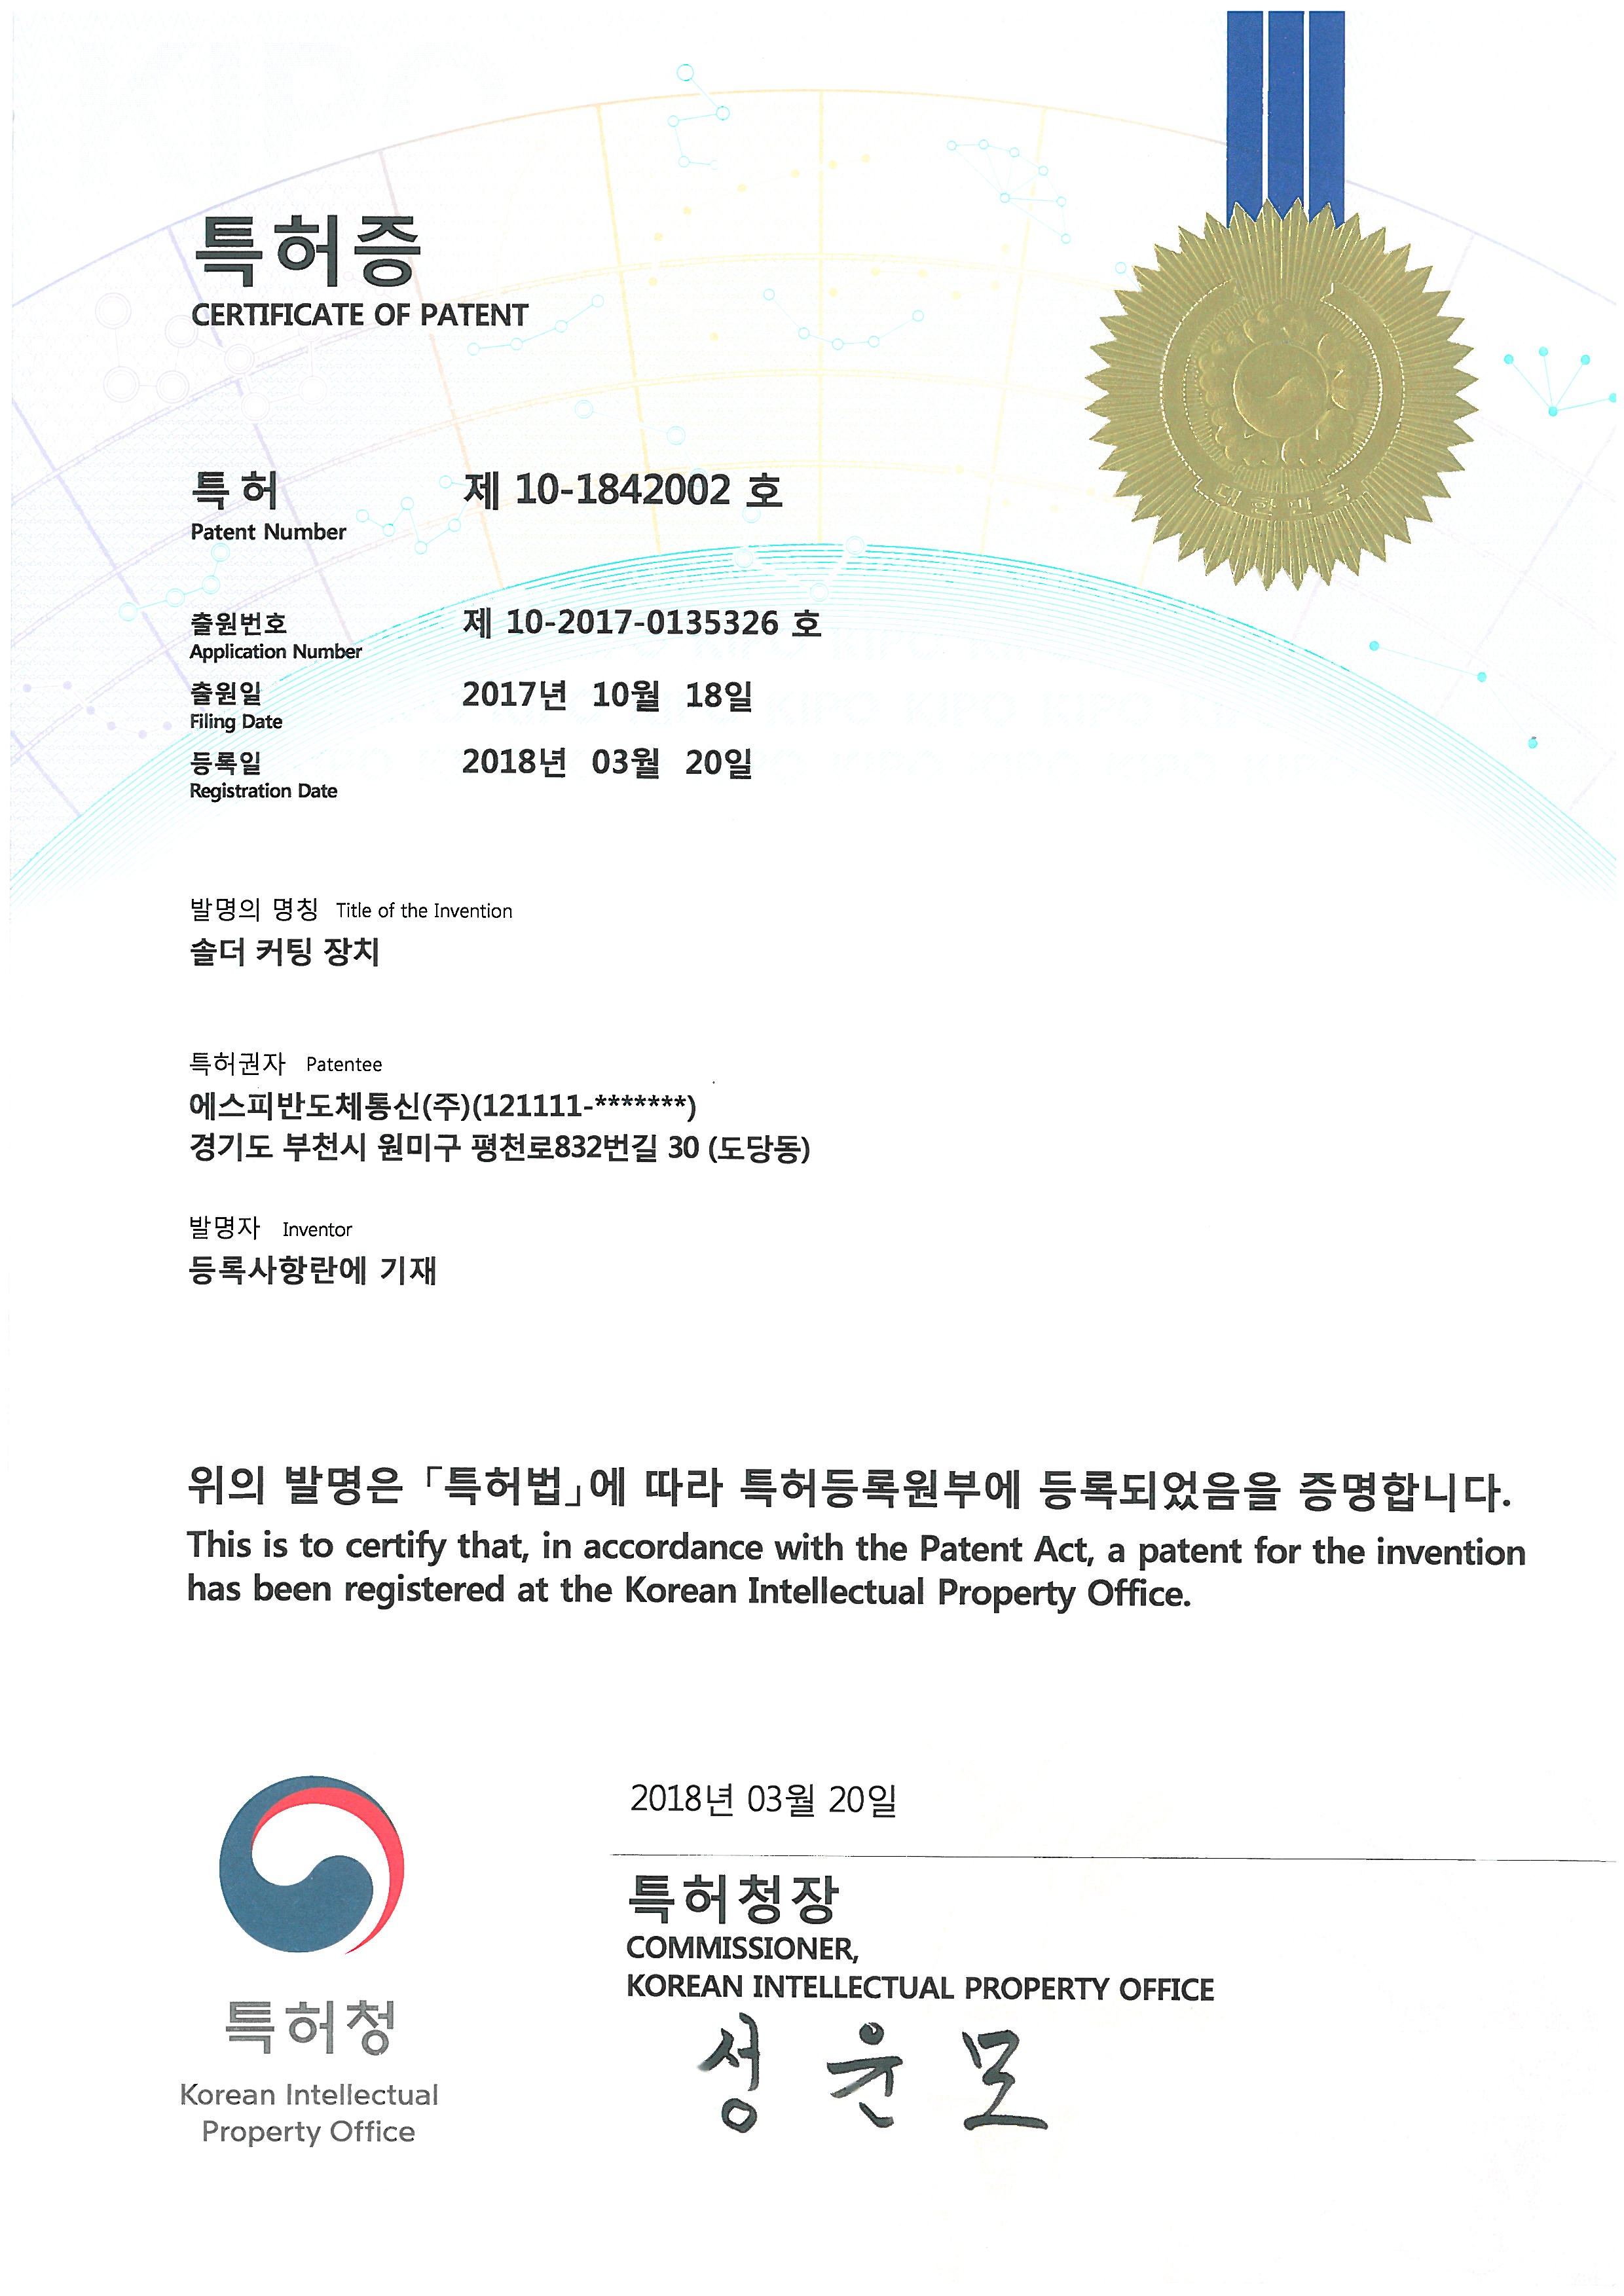 특허증
CERTIFICATE OF PATENT
대한민국
특허 제 10-1842002 호
Patent Number
출원번호 제 10-2017-0135326 호
Application Number
출원일 2017년 10월 18일
Filing Date
등록일 2018년 03월 20일
Registration Date
발명의 명칭 Title of the Invention
솔더 커팅 장치
특허권자 Patentee
에스피반도체통신(주)(121111-*******)
경기도 부천시 원미구 평천로832번길 30 (도당동)
발명자 Inventor
등록사항란에 기재
위의 발명은 「특허법」에 따라 특허등록원부에 등록되었음을 증명합니다.
This is to certify that, in accordance with the Patent Act, a patent for the invention
has been registered at the Korean Intellectual Property Office.
2018년 03월 20일
특허청장
COMMISSIONER,
KOREAN INTELLECTUAL PROPERTY OFFICE
성윤모
특허청
Korean Intellectual
Property Office